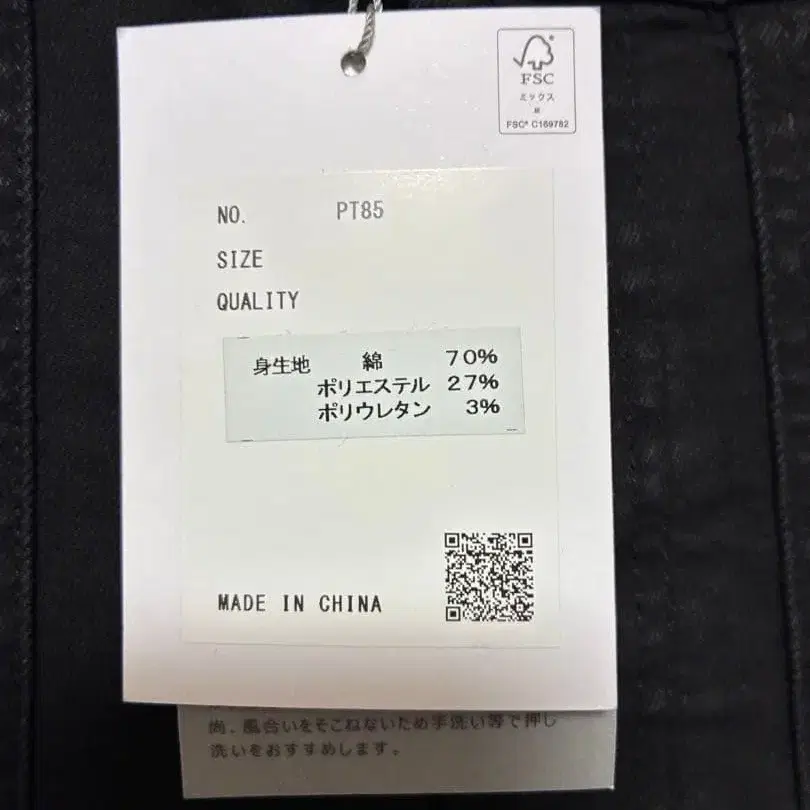 FSC
ミックス
紙
FSC® C169782
NO. PT85
SIZE
QUALITY
身生地 綿 70%
ポリエステル 27%
ポリウレタン 3%
MADE IN CHINA
尚、風合いをそこねないため手洗い等で押し
洗いをおすすめします。